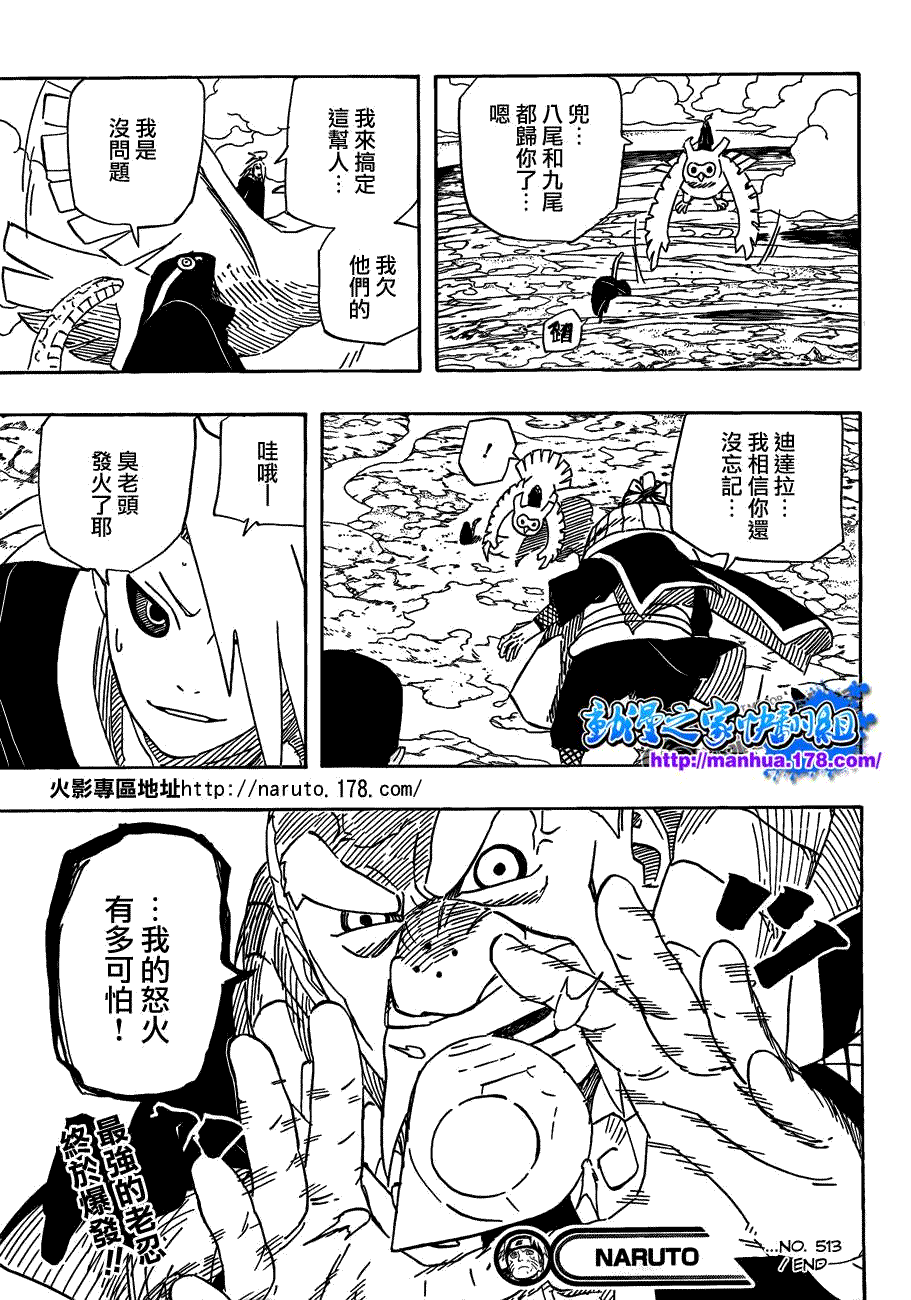 兜…
八尾和九尾
都歸你了…
嗯
我來搞定
這幫人…
我欠
他們的
我是
沒問題
迪達拉…
我相信你還
沒忘記…
！
哇哦—
臭老頭
發火了耶
動漫之家快翻組
http://manhua.178.com/
火影專區地址http://naruto.178.com/
…我的怒火
有多可怕！
最強的老忍
終於爆發!!
NARUTO
…NO. 513
/ END